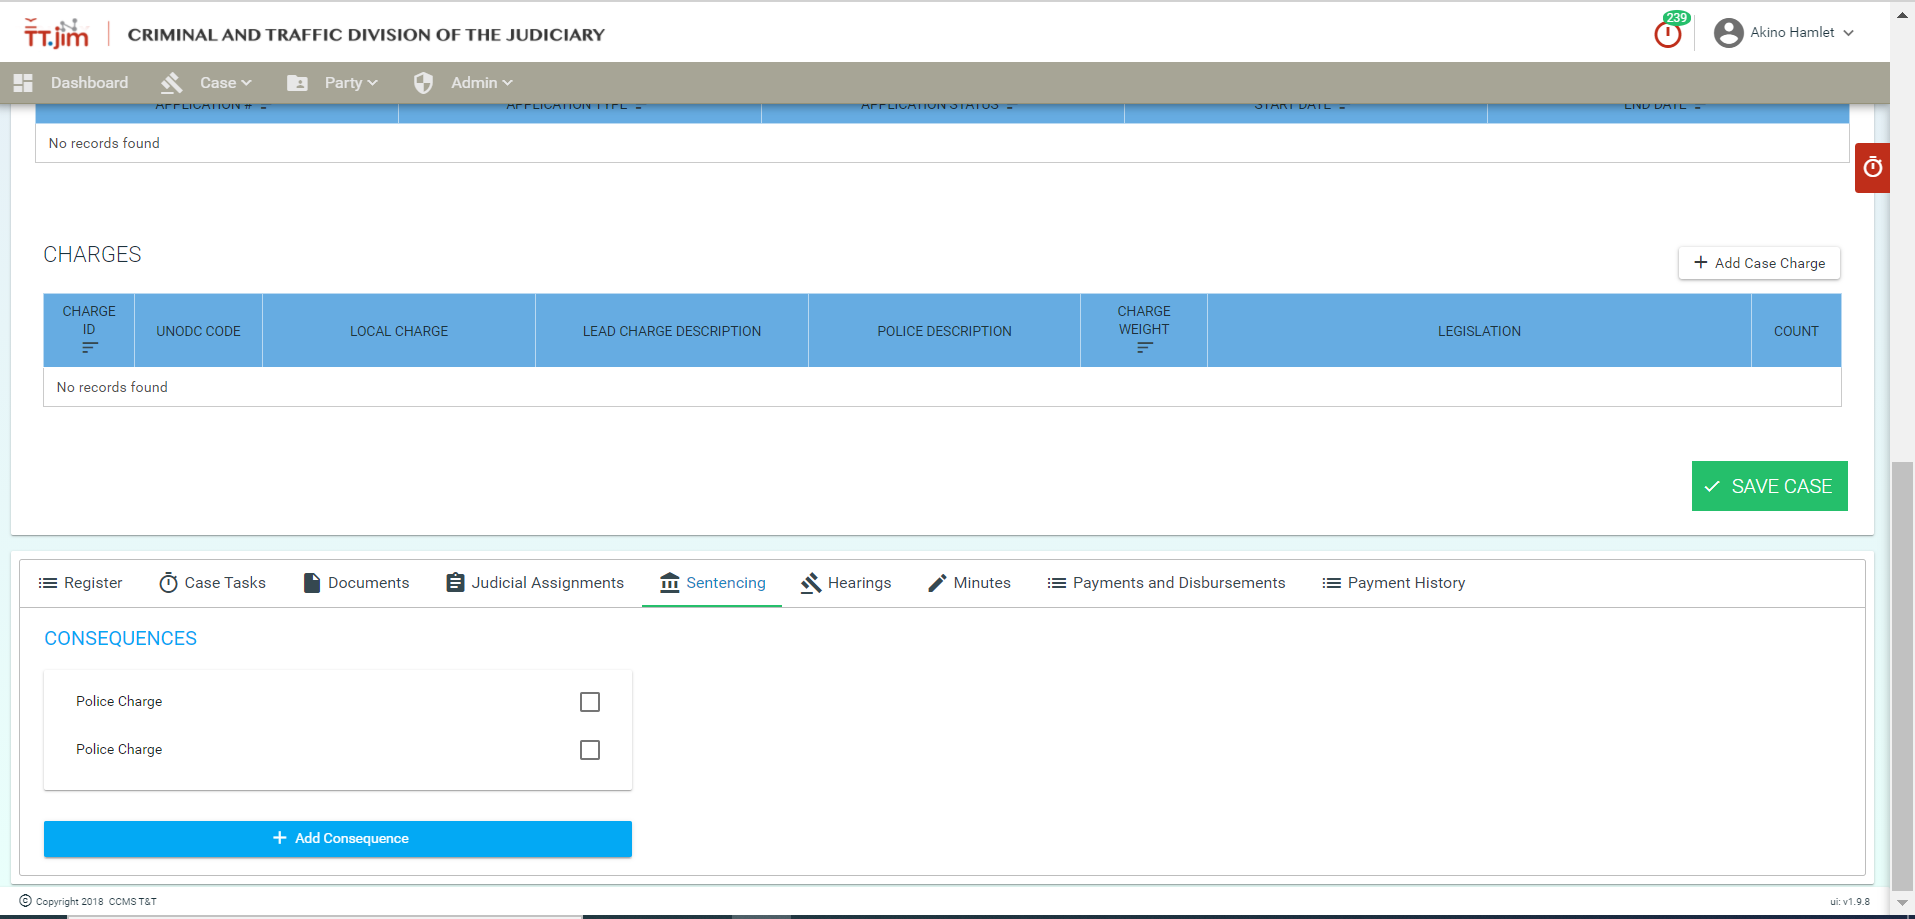 TT.jim
CRIMINAL AND TRAFFIC DIVISION OF THE JUDICIARY
239
Akino Hamlet
Dashboard
Case
Party
Admin
APPLICATION #
APPLICATION TYPE
APPLICATION STATUS
START DATE
END DATE
No records found
CHARGES
Add Case Charge
CHARGE
ID
UNODC CODE
LOCAL CHARGE
LEAD CHARGE DESCRIPTION
POLICE DESCRIPTION
CHARGE
WEIGHT
LEGISLATION
COUNT
No records found
SAVE CASE
Register
Case Tasks
Documents
Judicial Assignments
Sentencing
Hearings
Minutes
Payments and Disbursements
Payment History
CONSEQUENCES
Police Charge
Police Charge
Add Consequence
© Copyright 2018 CCMS T&T
ui: v1.9.8